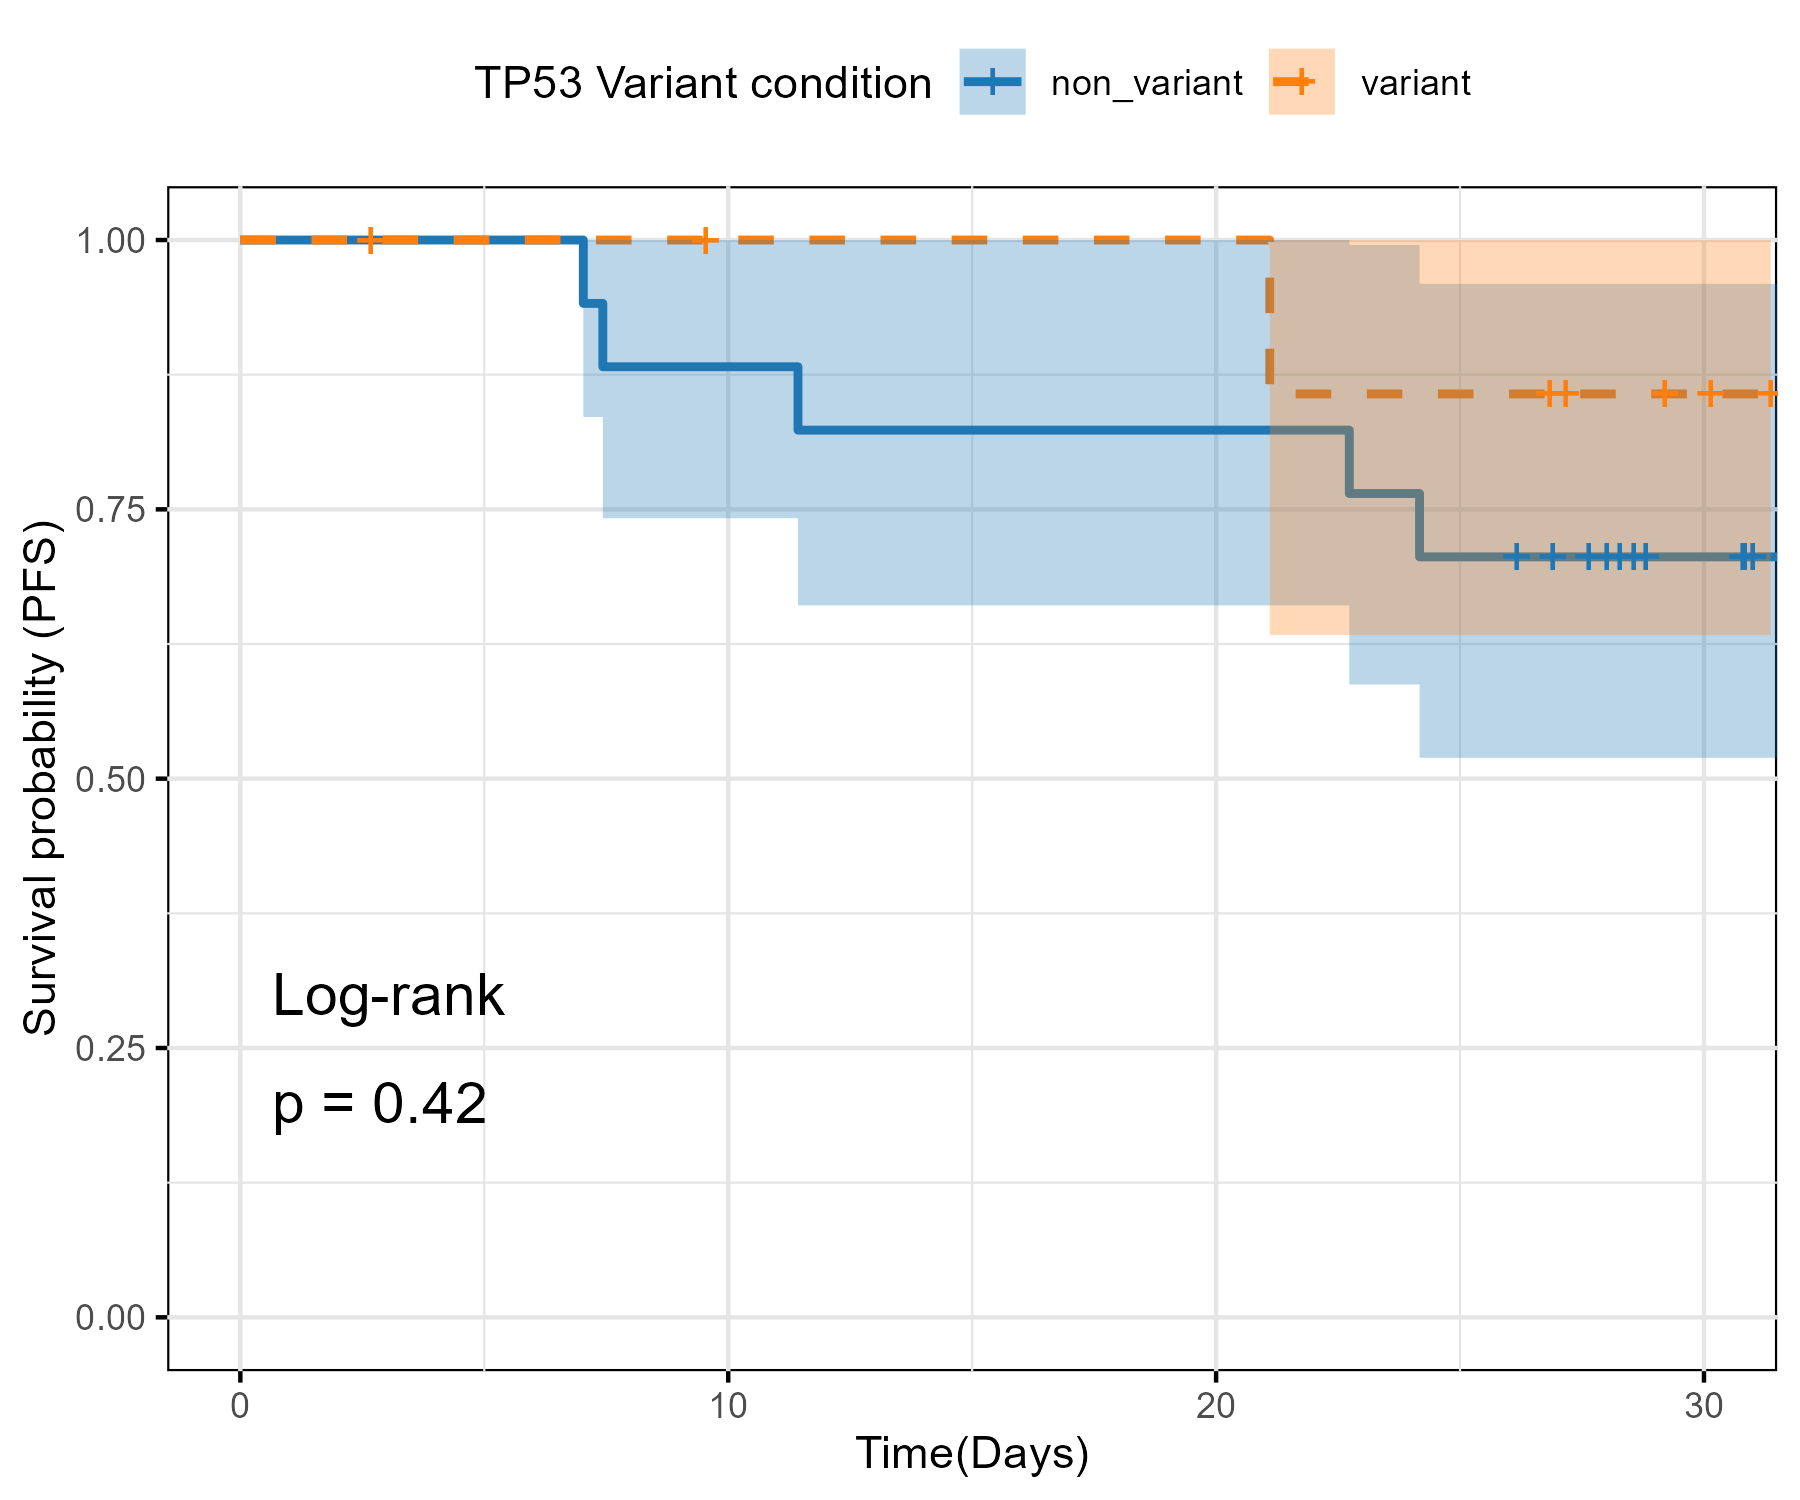 TP53 Variant condition non_variant variant
1.00
0.75
0.50
0.25
0.00
Survival probability (PFS)
Log-rank
p = 0.42
0 10 20 30
Time(Days)